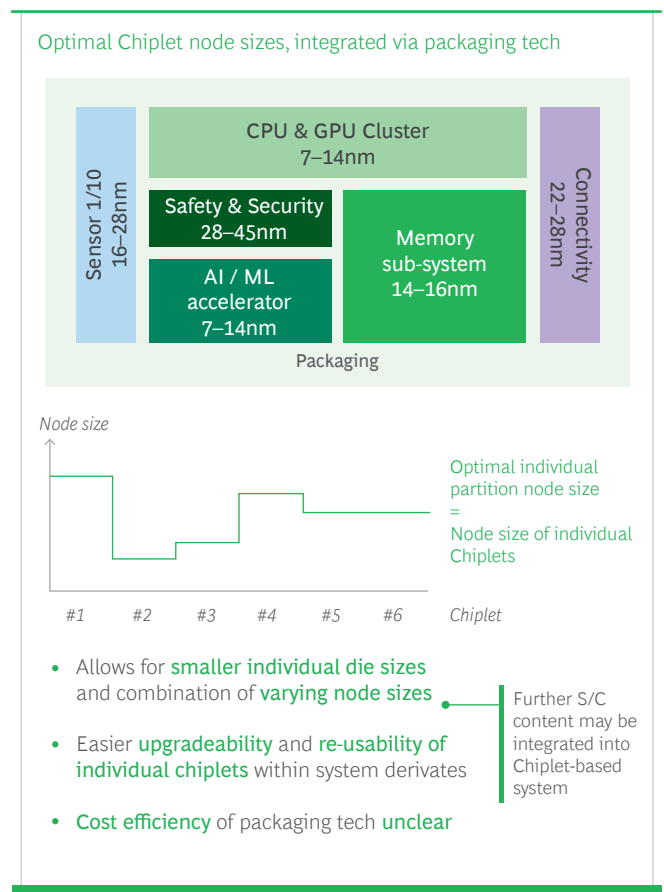 Optimal Chiplet node sizes, integrated via packaging tech
Sensor 1/10
16–28nm
CPU & GPU Cluster
7–14nm
Safety & Security
28–45nm
AI / ML
accelerator
7–14nm
Memory
sub-system
14–16nm
Connectivity
22–28nm
Packaging
Node size
Optimal individual
partition node size
=
Node size of individual
Chiplets
#1 #2 #3 #4 #5 #6 Chiplet
• Allows for smaller individual die sizes
and combination of varying node sizes
Further S/C
content may be
integrated into
Chiplet-based
system
• Easier upgradeability and re-usability of
individual chiplets within system derivates
• Cost efficiency of packaging tech unclear